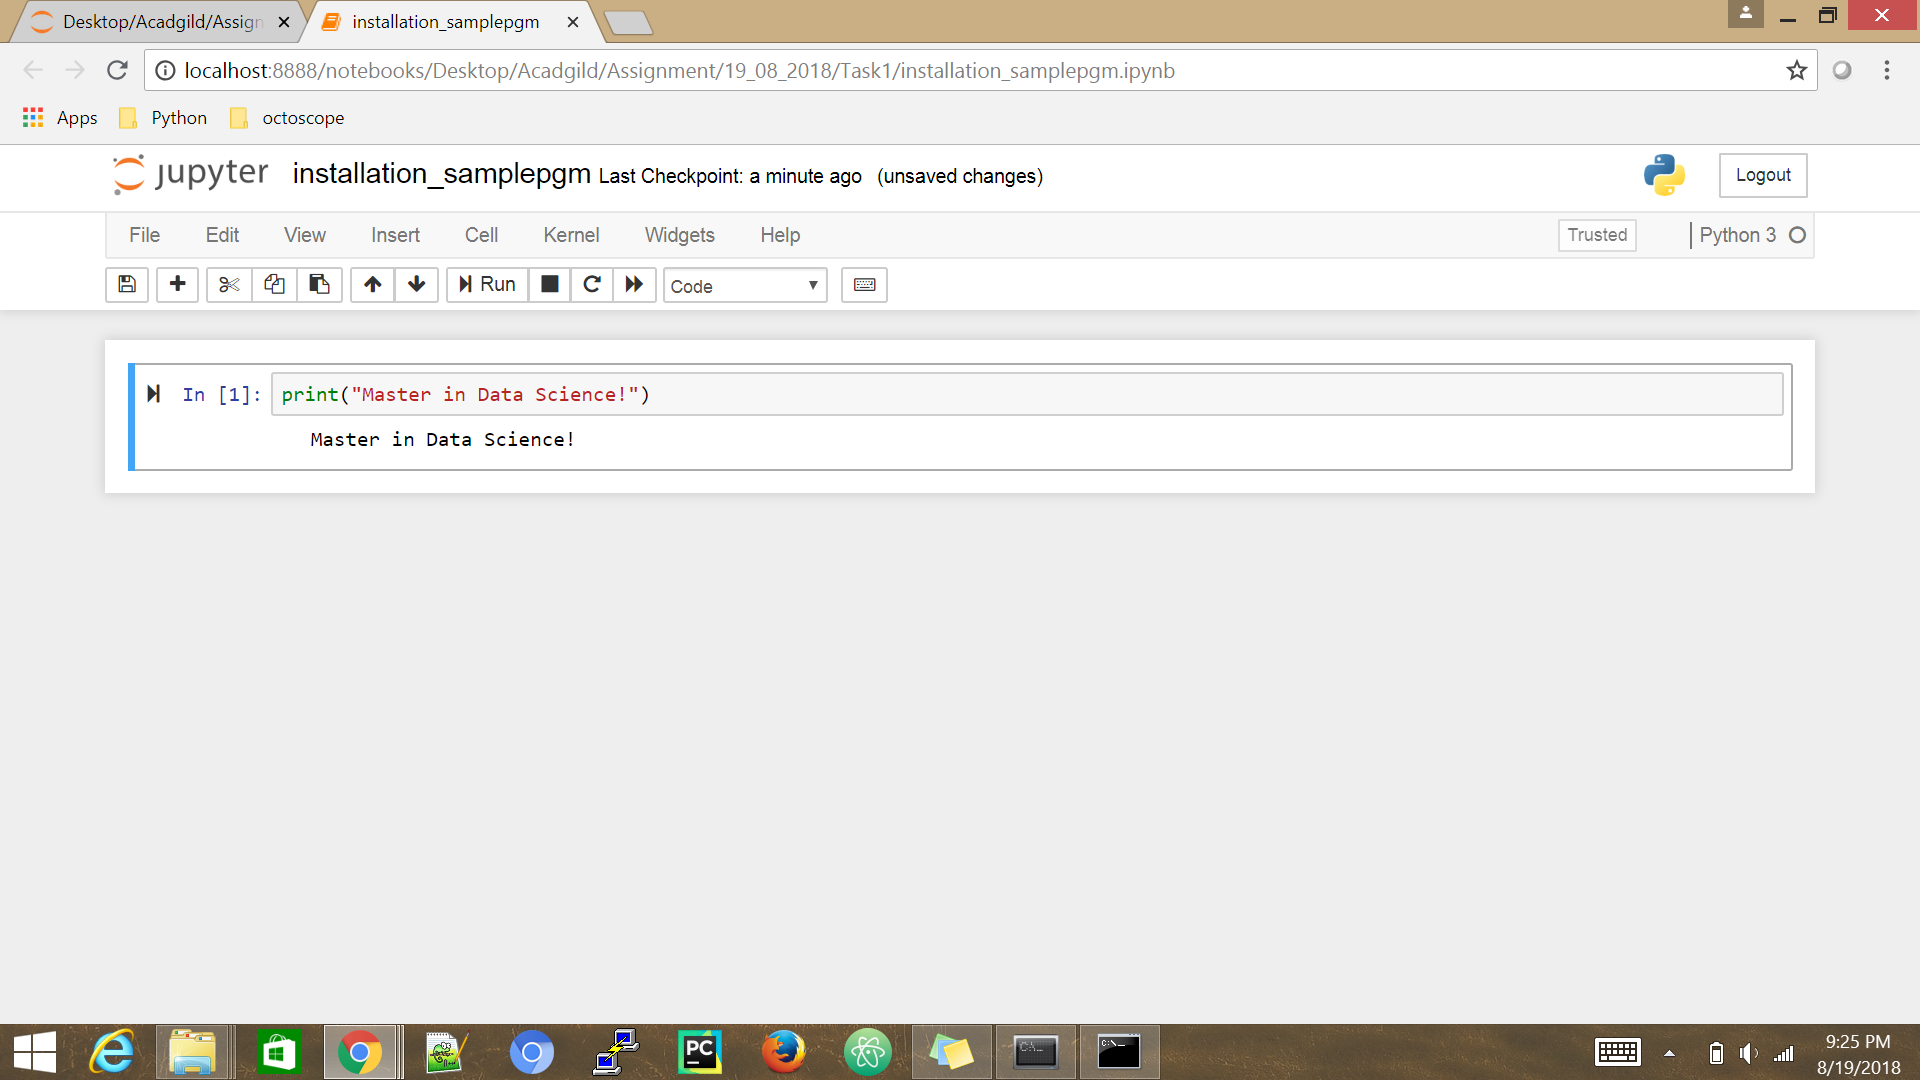 Desktop/Acadgild/Assign
installation_samplepgm
localhost:8888/notebooks/Desktop/Acadgild/Assignment/19_08_2018/Task1/installation_samplepgm.ipynb
Apps Python octoscope
jupyter installation_samplepgm Last Checkpoint: a minute ago (unsaved changes) Logout
File Edit View Insert Cell Kernel Widgets Help Trusted Python 3
Run Code
In [1]: print("Master in Data Science!")
Master in Data Science!
PC
C:\_
C:\_
9:25 PM
8/19/2018